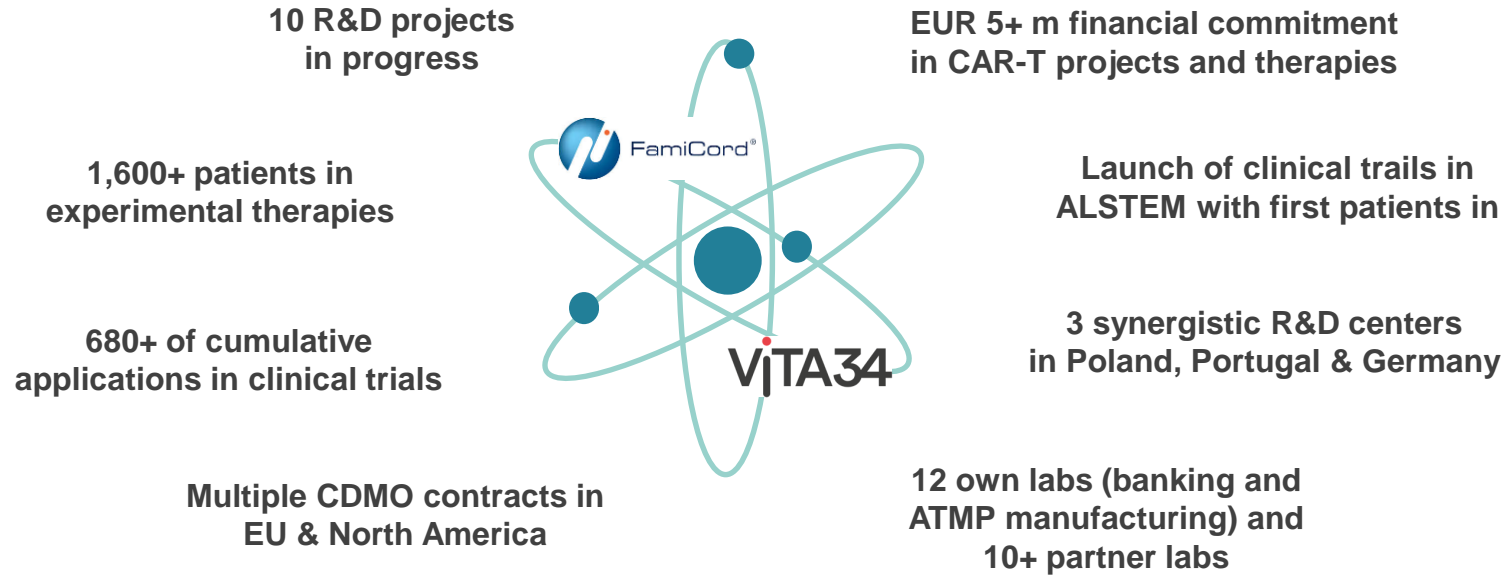 10 R&D projects
in progress
EUR 5+ m financial commitment
in CAR-T projects and therapies
FamiCord®
1,600+ patients in
experimental therapies
Launch of clinical trails in
ALSTEM with first patients in
680+ of cumulative
applications in clinical trials
ViTA34
3 synergistic R&D centers
in Poland, Portugal & Germany
Multiple CDMO contracts in
EU & North America
12 own labs (banking and
ATMP manufacturing) and
10+ partner labs